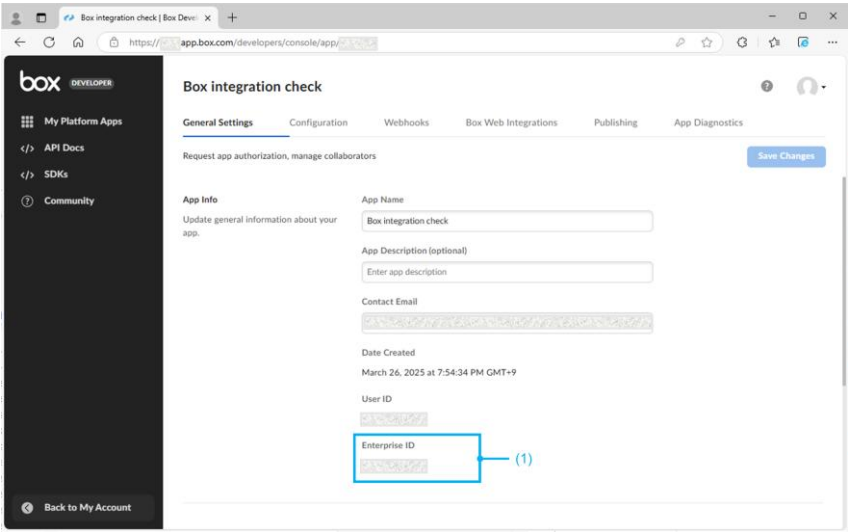 Box integration check | Box Devel
https://
app.box.com/developers/console/app/
box DEVELOPER
My Platform Apps
API Docs
SDKs
Community
Back to My Account
Box integration check
General Settings Configuration Webhooks Box Web Integrations Publishing App Diagnostics
Request app authorization, manage collaborators
Save Changes
App Info
Update general information about your
app.
App Name
Box integration check
App Description (optional)
Enter app description
Contact Email
Date Created
March 26, 2025 at 7:54:34 PM GMT+9
User ID
Enterprise ID
(1)